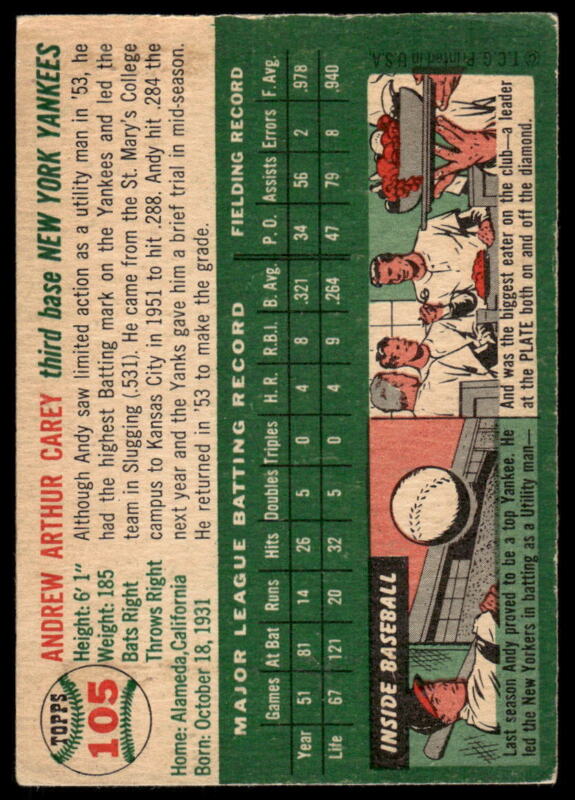 TOPPS
105
ANDREW ARTHUR CAREY third base NEW YORK YANKEES
Height: 6' 1"
Weight: 185
Bats Right
Throws Right
Home: Alameda, California
Born: October 18, 1931
Although Andy saw limited action as a utility man in '53, he
had the highest Batting mark on the Yankees and led the
team in Slugging (.531). He came from the St. Mary's College
campus to Kansas City in 1951 to hit .288. Andy hit .284 the
next year and the Yanks gave him a brief trial in mid-season.
He returned in '53 to make the grade.
MAJOR LEAGUE BATTING RECORD FIELDING RECORD
Games At Bat Runs Hits Doubles Triples H.R. R.B.I. B. Avg. P.O. Assists Errors F. Avg.
Year 51 81 14 26 5 0 4 8 .321 34 56 2 .978
Life 67 121 20 32 5 0 4 9 .264 47 79 8 .940
INSIDE BASEBALL
Last season Andy proved to be a top Yankee. He
led the New Yorkers in batting as a Utility man—
And was the biggest eater on the club—a leader
at the PLATE both on and off the diamond.
© T.C.G. Printed in U.S.A.